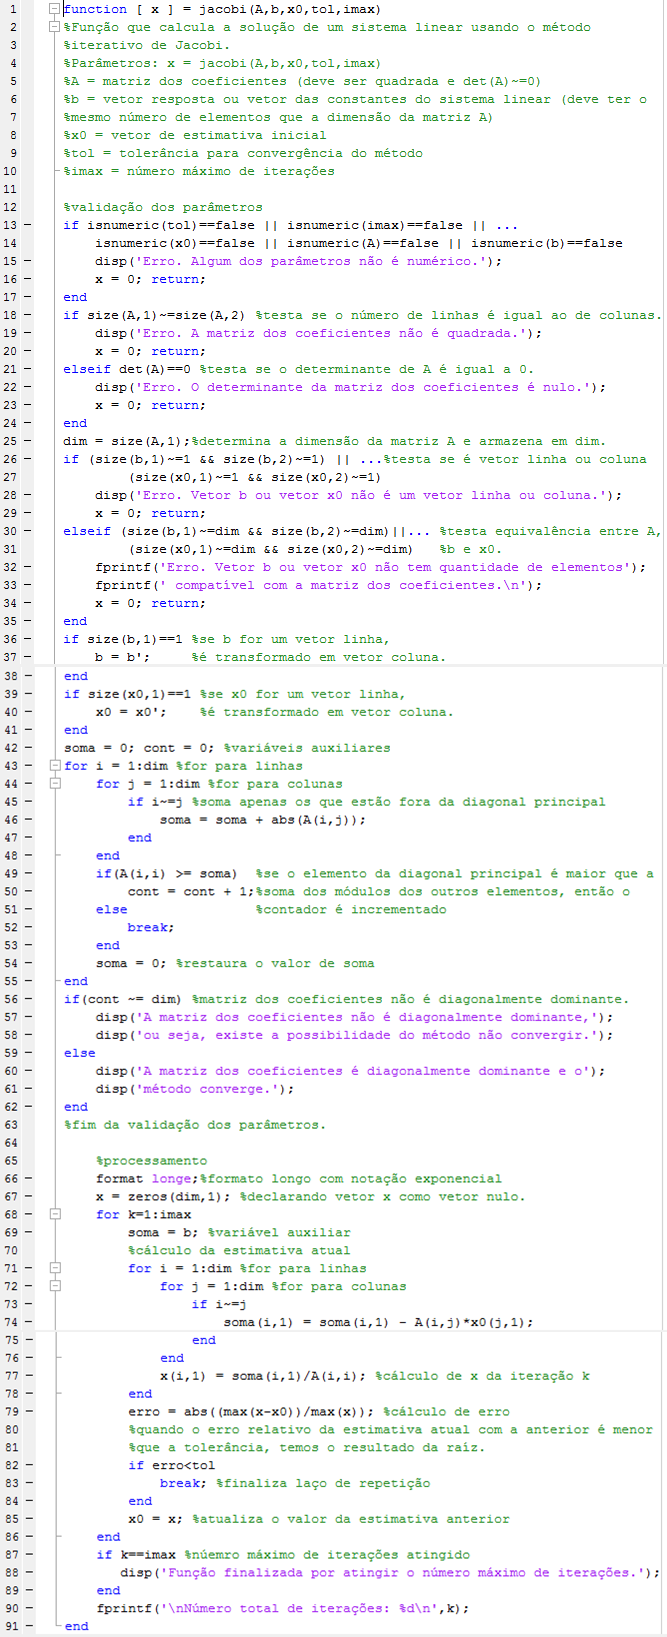 1 function [ x ] = jacobi(A,b,x0,tol,imax)
2 %Função que calcula a solução de um sistema linear usando o método
3 %iterativo de Jacobi.
4 %Parâmetros: x = jacobi(A,b,x0,tol,imax)
5 %A = matriz dos coeficientes (deve ser quadrada e det(A)~=0)
6 %b = vetor resposta ou vetor das constantes do sistema linear (deve ter o
7 %mesmo número de elementos que a dimensão da matriz A)
8 %x0 = vetor de estimativa inicial
9 %tol = tolerância para convergência do método
10 %imax = número máximo de iterações
11
12 %validação dos parâmetros
13 if isnumeric(tol)==false || isnumeric(imax)==false || ...
14 isnumeric(x0)==false || isnumeric(A)==false || isnumeric(b)==false
15 disp('Erro. Algum dos parâmetros não é numérico.');
16 x = 0; return;
17 end
18 if size(A,1)~=size(A,2) %testa se o número de linhas é igual ao de colunas.
19 disp('Erro. A matriz dos coeficientes não é quadrada.');
20 x = 0; return;
21 elseif det(A)==0 %testa se o determinante de A é igual a 0.
22 disp('Erro. O determinante da matriz dos coeficientes é nulo.');
23 x = 0; return;
24 end
25 dim = size(A,1);%determina a dimensão da matriz A e armazena em dim.
26 if (size(b,1)~=1 && size(b,2)~=1) || ...%testa se é vetor linha ou coluna
27 (size(x0,1)~=1 && size(x0,2)~=1)
28 disp('Erro. Vetor b ou vetor x0 não é um vetor linha ou coluna.');
29 x = 0; return;
30 elseif (size(b,1)~=dim && size(b,2)~=dim)||... %testa equivalência entre A,
31 (size(x0,1)~=dim && size(x0,2)~=dim) %b e x0.
32 fprintf('Erro. Vetor b ou vetor x0 não tem quantidade de elementos');
33 fprintf(' compatível com a matriz dos coeficientes.\n');
34 x = 0; return;
35 end
36 if size(b,1)==1 %se b for um vetor linha,
37 b = b'; %é transformado em vetor coluna.
38 end
39 if size(x0,1)==1 %se x0 for um vetor linha,
40 x0 = x0'; %é transformado em vetor coluna.
41 end
42 soma = 0; cont = 0; %variáveis auxiliares
43 for i = 1:dim %for para linhas
44 for j = 1:dim %for para colunas
45 if i~=j %soma apenas os que estão fora da diagonal principal
46 soma = soma + abs(A(i,j));
47 end
48 end
49 if(A(i,i) >= soma) %se o elemento da diagonal principal é maior que a
50 cont = cont + 1;%soma dos módulos dos outros elementos, então o
51 else %contador é incrementado
52 break;
53 end
54 soma = 0; %restaura o valor de soma
55 end
56 if(cont ~= dim) %matriz dos coeficientes não é diagonalmente dominante.
57 disp('A matriz dos coeficientes não é diagonalmente dominante,');
58 disp('ou seja, existe a possibilidade do método não convergir.');
59 else
60 disp('A matriz dos coeficientes é diagonalmente dominante e o');
61 disp('método converge.');
62 end
63 %fim da validação dos parâmetros.
64
65 %processamento
66 format longe;%formato longo com notação exponencial
67 x = zeros(dim,1); %declarando vetor x como vetor nulo.
68 for k=1:imax
69 soma = b; %variável auxiliar
70 %cálculo da estimativa atual
71 for i = 1:dim %for para linhas
72 for j = 1:dim %for para colunas
73 if i~=j
74 soma(i,1) = soma(i,1) - A(i,j)*x0(j,1);
75 end
76 end
77 x(i,1) = soma(i,1)/A(i,i); %cálculo de x da iteração k
78 end
79 erro = abs((max(x-x0))/max(x)); %cálculo de erro
80 %quando o erro relativo da estimativa atual com a anterior é menor
81 %que a tolerância, temos o resultado da raíz.
82 if erro<tol
83 break; %finaliza laço de repetição
84 end
85 x0 = x; %atualiza o valor da estimativa anterior
86 end
87 if k==imax %núemro máximo de iterações atingido
88 disp('Função finalizada por atingir o número máximo de iterações.');
89 end
90 fprintf('\nNúmero total de iterações: %d\n',k);
91 end